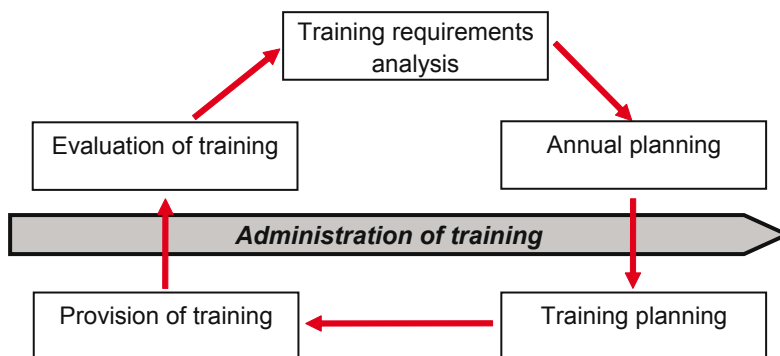 Training requirements
analysis
Evaluation of training
Annual planning
Administration of training
Provision of training
Training planning